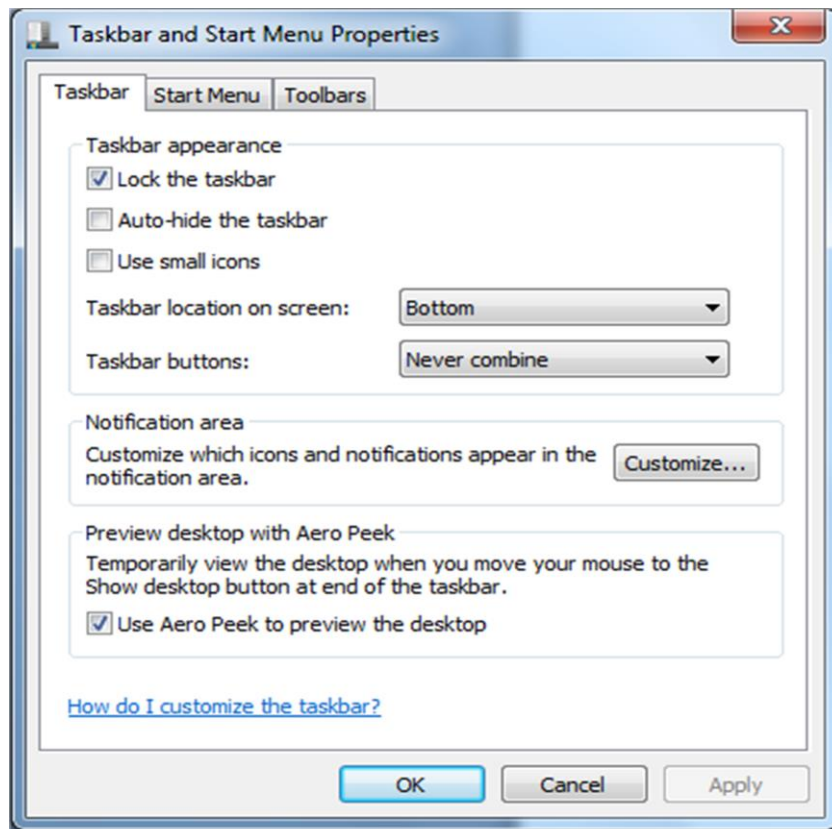 Taskbar and Start Menu Properties
Taskbar
Start Menu
Toolbars
Taskbar appearance
Lock the taskbar
Auto-hide the taskbar
Use small icons
Taskbar location on screen: Bottom
Taskbar buttons: Never combine
Notification area
Customize which icons and notifications appear in the
notification area.
Customize...
Preview desktop with Aero Peek
Temporarily view the desktop when you move your mouse to the
Show desktop button at end of the taskbar.
Use Aero Peek to preview the desktop
How do I customize the taskbar?
OK
Cancel
Apply